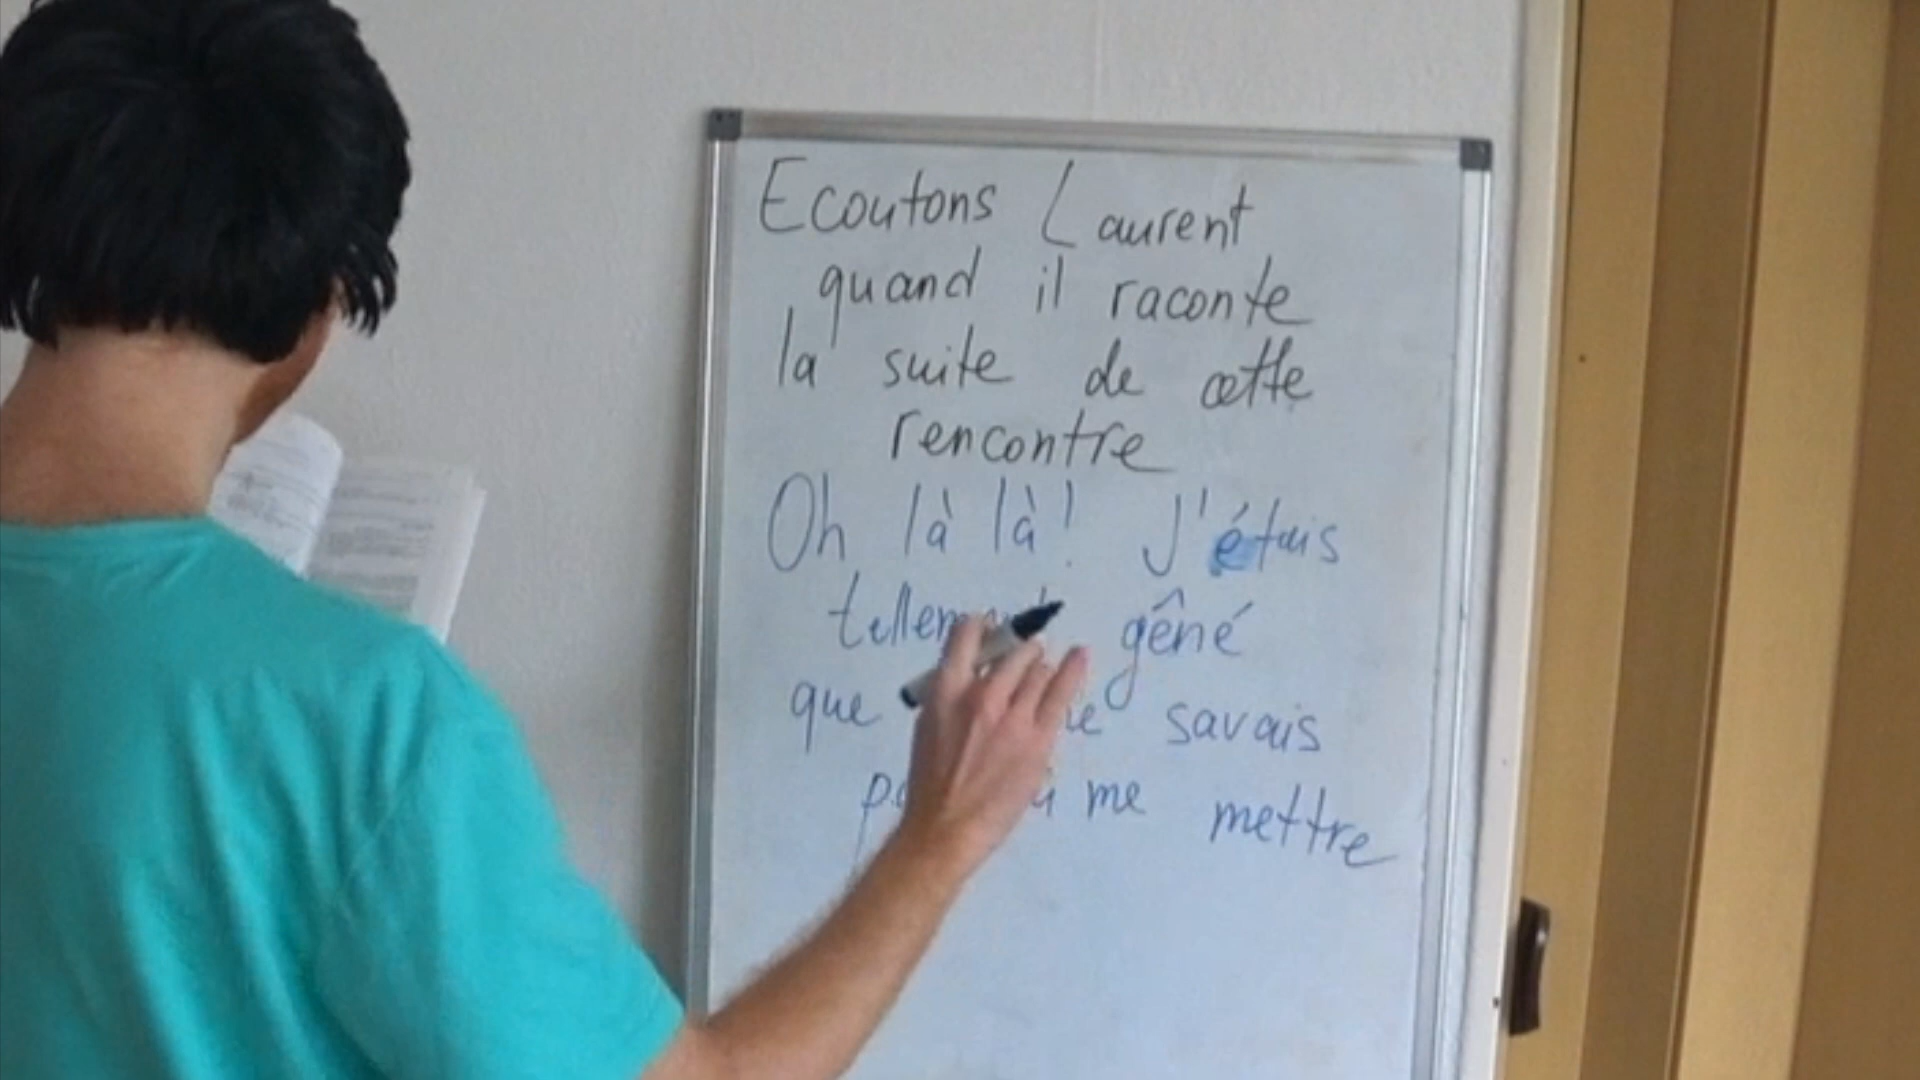 Ecoutons Laurent
quand il raconte
la suite de cette
rencontre
Oh là là! J'étais
tellement gêné
que savais
me mettre